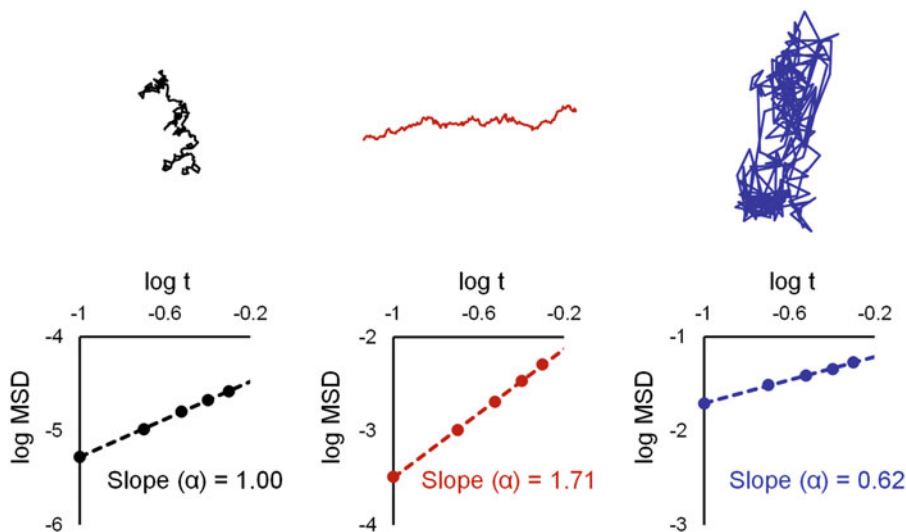 log t
-1 -0.6 -0.2
-4
-5
-6
log MSD
Slope (α) = 1.00
log t
-1 -0.6 -0.2
-2
-3
-4
log MSD
Slope (α) = 1.71
log t
-1 -0.6 -0.2
-1
-2
-3
log MSD
Slope (α) = 0.62